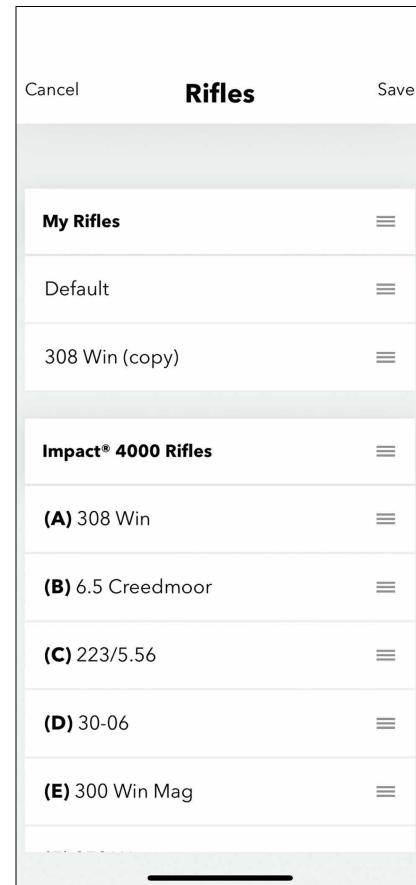 Cancel Rifles Save
My Rifles
Default
308 Win (copy)
Impact® 4000 Rifles
(A) 308 Win
(B) 6.5 Creedmoor
(C) 223/5.56
(D) 30-06
(E) 300 Win Mag